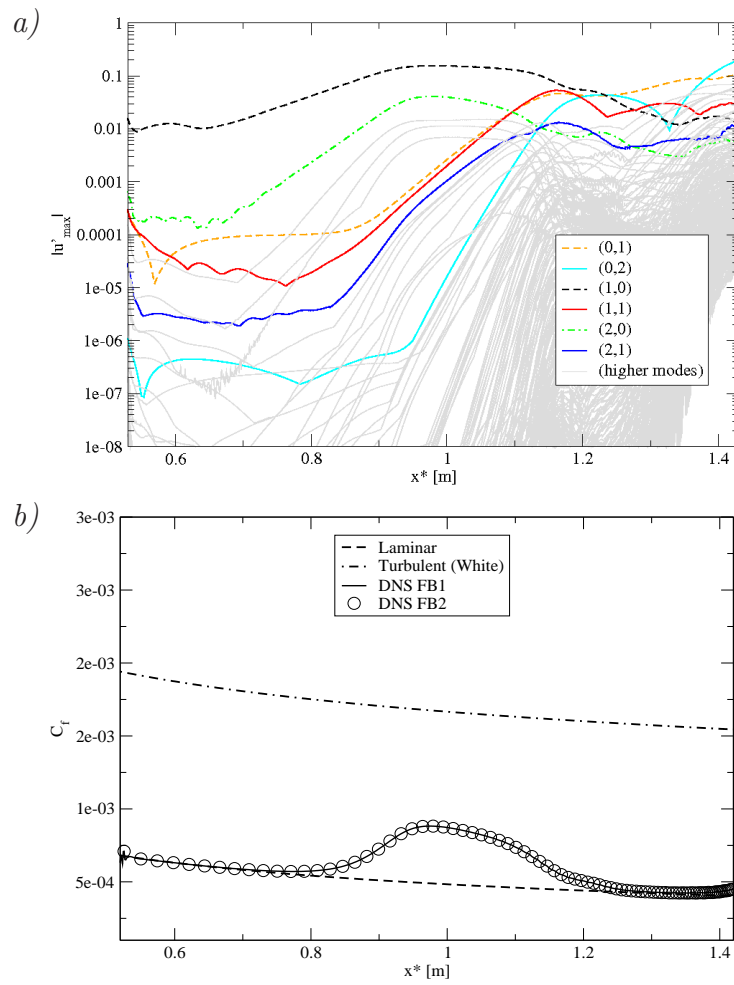 a)
1
0.1
0.01
0.001
0.0001
1e-05
1e-06
1e-07
1e-08
|u'max|
(0,1)
(0,2)
(1,0)
(1,1)
(2,0)
(2,1)
(higher modes)
0.6
0.8
1
1.2
1.4
x* [m]
b)
3e-03
3e-03
2e-03
2e-03
1e-03
5e-04
Cf
Laminar
Turbulent (White)
DNS FB1
DNS FB2
0.6
0.8
1
1.2
1.4
x* [m]